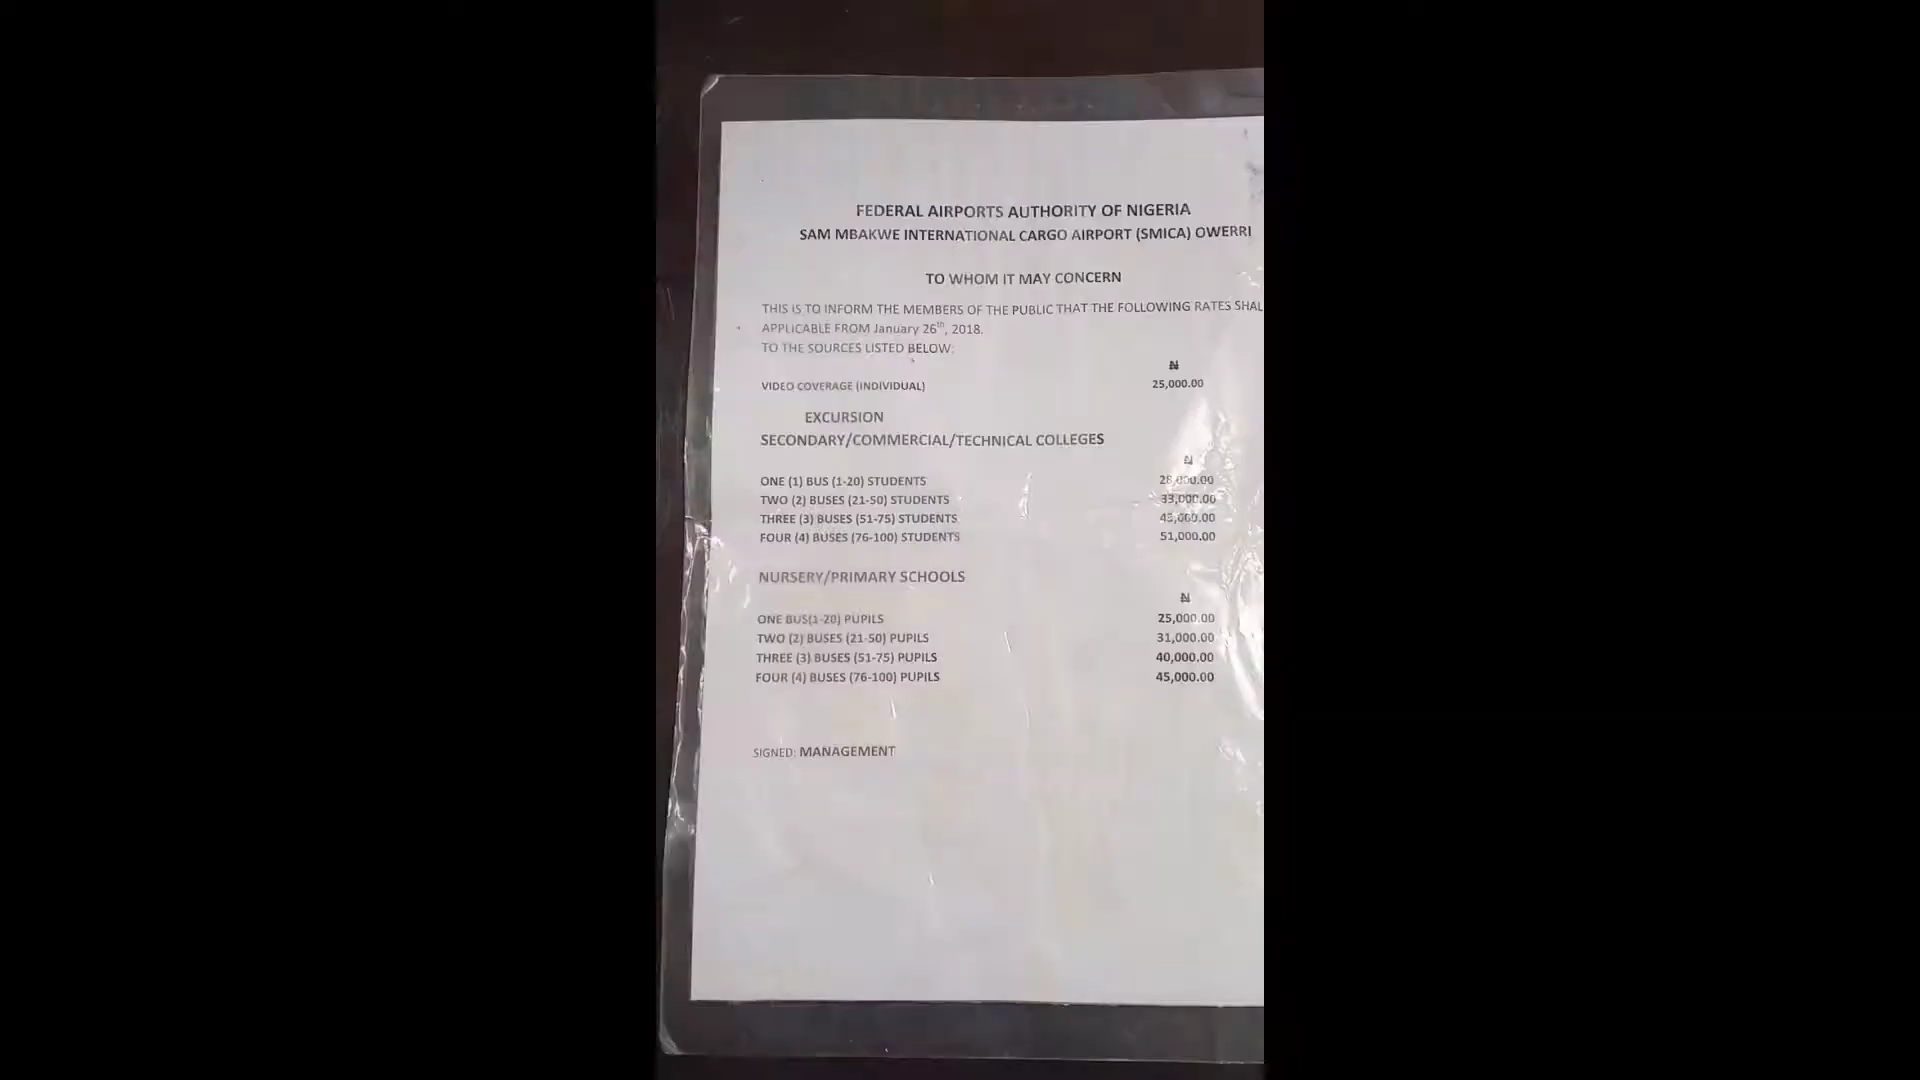 FEDERAL AIRPORTS AUTHORITY OF NIGERIA
SAM MBAKWE INTERNATIONAL CARGO AIRPORT (SMICA) OWERRI
TO WHOM IT MAY CONCERN
THIS IS TO INFORM THE MEMBERS OF THE PUBLIC THAT THE FOLLOWING RATES SHAL
APPLICABLE FROM January 26th, 2018.
TO THE SOURCES LISTED BELOW:
₦
VIDEO COVERAGE (INDIVIDUAL) 25,000.00
EXCURSION
SECONDARY/COMMERCIAL/TECHNICAL COLLEGES
₦
ONE (1) BUS (1-20) STUDENTS 28,000.00
TWO (2) BUSES (21-50) STUDENTS 33,000.00
THREE (3) BUSES (51-75) STUDENTS
FOUR (4) BUSES (76-100) STUDENTS 51,000.00
NURSERY/PRIMARY SCHOOLS
₦
ONE BUS(1-20) PUPILS 25,000.00
TWO (2) BUSES (21-50) PUPILS 31,000.00
THREE (3) BUSES (51-75) PUPILS 40,000.00
FOUR (4) BUSES (76-100) PUPILS 45,000.00
SIGNED: MANAGEMENT